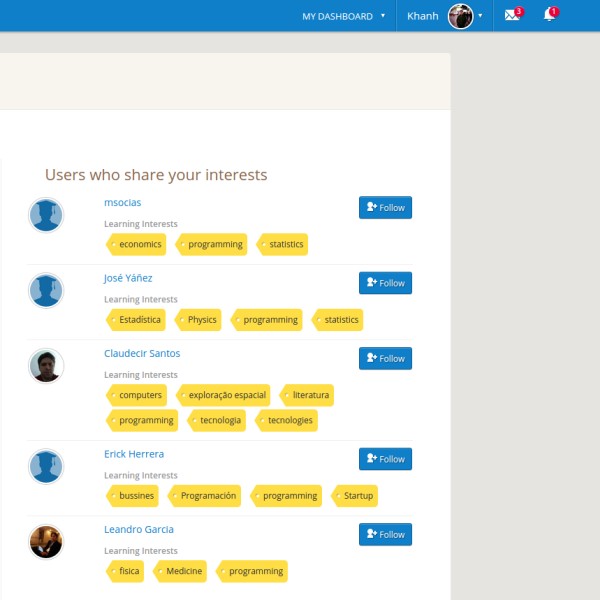 MY DASHBOARD Khanh 3 1
Users who share your interests
msocias
Follow
Learning Interests
economics programming statistics
José Yáñez
Follow
Learning Interests
Estadística Physics programming statistics
Claudecir Santos
Follow
Learning Interests
computers exploração espacial literatura
programming tecnologia tecnologies
Erick Herrera
Follow
Learning Interests
bussines Programación programming Startup
Leandro Garcia
Follow
Learning Interests
fisica Medicine programming